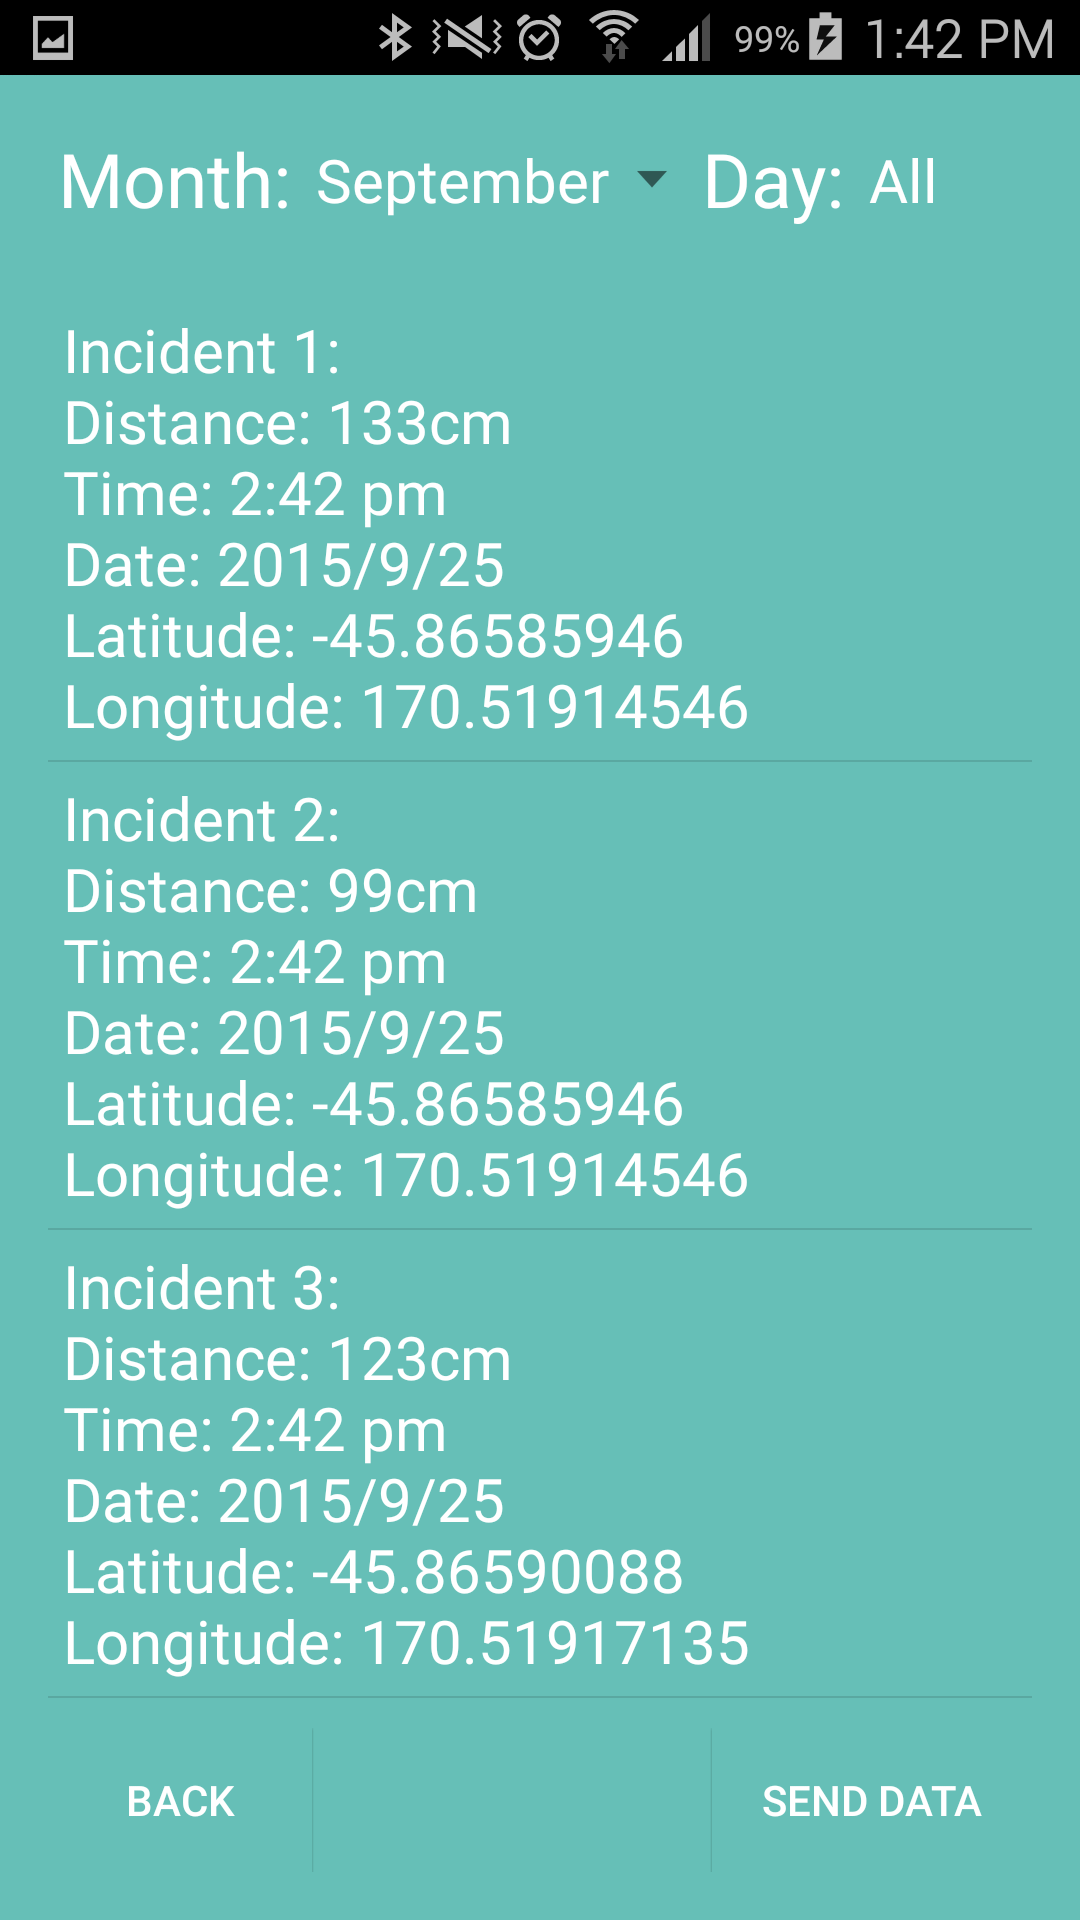 99% 1:42 PM
Month: September Day: All
Incident 1:
Distance: 133cm
Time: 2:42 pm
Date: 2015/9/25
Latitude: -45.86585946
Longitude: 170.51914546
Incident 2:
Distance: 99cm
Time: 2:42 pm
Date: 2015/9/25
Latitude: -45.86585946
Longitude: 170.51914546
Incident 3:
Distance: 123cm
Time: 2:42 pm
Date: 2015/9/25
Latitude: -45.86590088
Longitude: 170.51917135
BACK SEND DATA